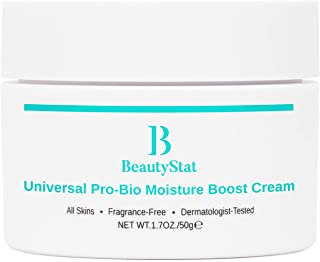 B
BeautyStat
Universal Pro-Bio Moisture Boost Cream
All Skins • Fragrance-Free • Dermatologist-Tested
NET WT.1.7OZ./50g℮